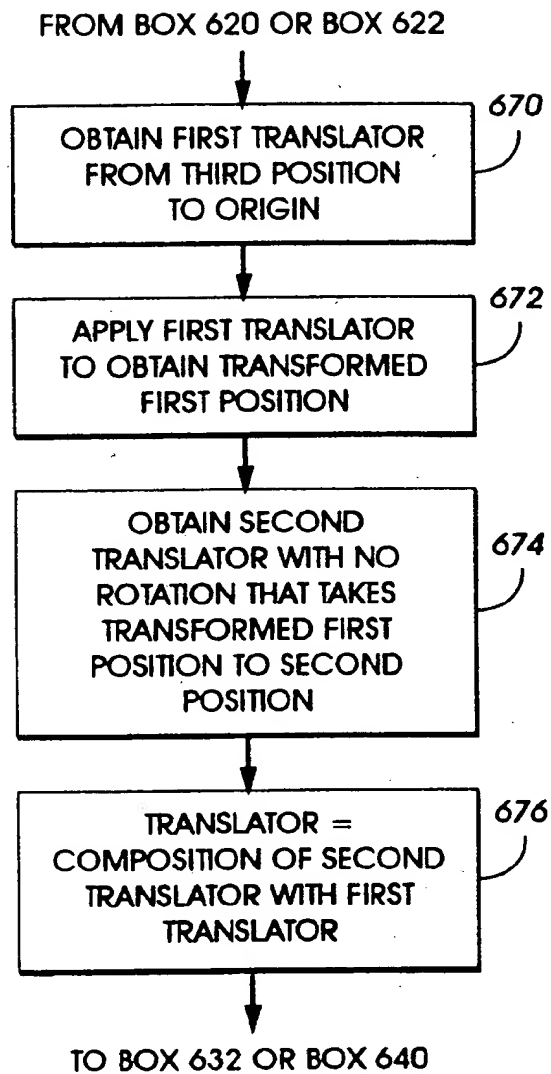 FROM BOX 620 OR BOX 622
670
OBTAIN FIRST TRANSLATOR
FROM THIRD POSITION
TO ORIGIN
672
APPLY FIRST TRANSLATOR
TO OBTAIN TRANSFORMED
FIRST POSITION
674
OBTAIN SECOND
TRANSLATOR WITH NO
ROTATION THAT TAKES
TRANSFORMED FIRST
POSITION TO SECOND
POSITION
676
TRANSLATOR =
COMPOSITION OF SECOND
TRANSLATOR WITH FIRST
TRANSLATOR
TO BOX 632 OR BOX 640